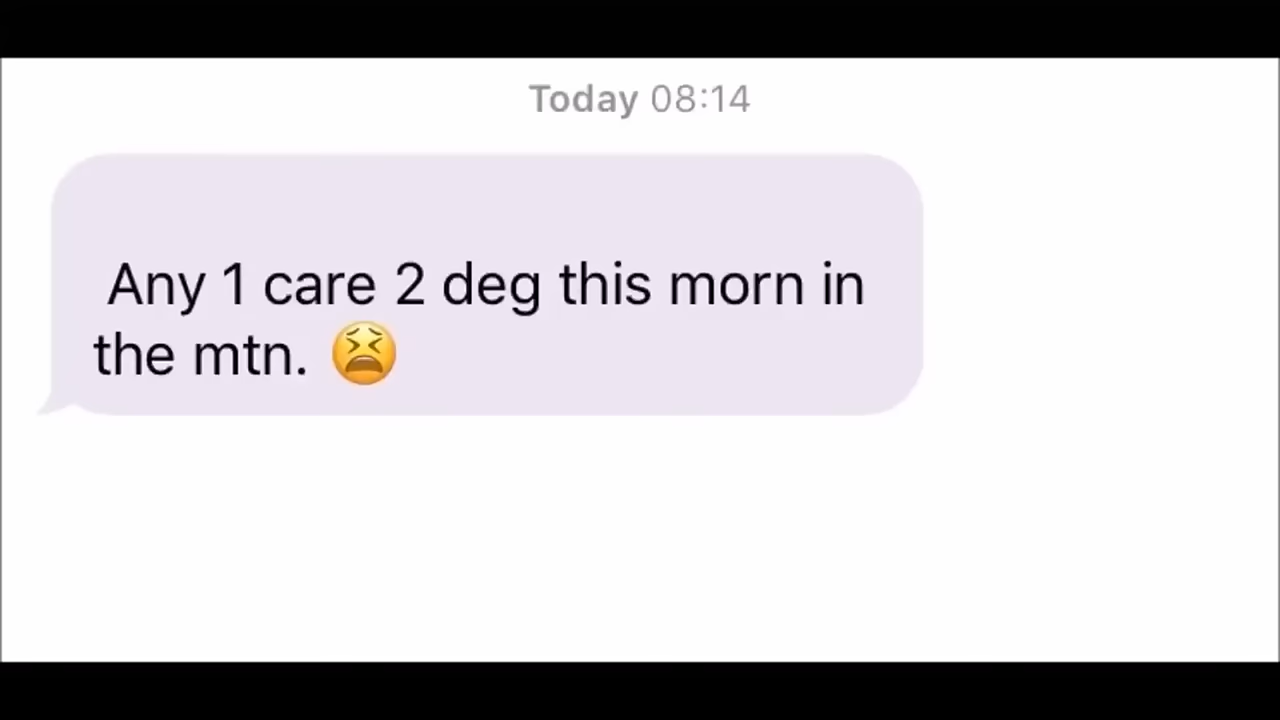 Today 08:14
Any 1 care 2 deg this morn in
the mtn. 😫